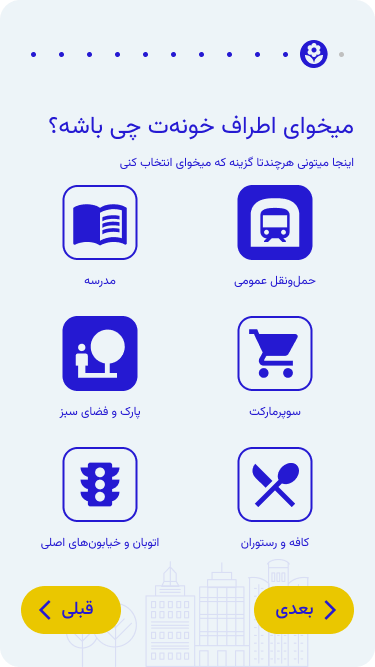 میخوای اطراف خونه‌ت چی باشه؟
اینجا میتونی هرچندتا گزینه که میخوای انتخاب کنی
حمل‌ونقل عمومی
مدرسه
سوپرمارکت
پارک و فضای سبز
کافه و رستوران
اتوبان و خیابون‌های اصلی
بعدی
قبلی